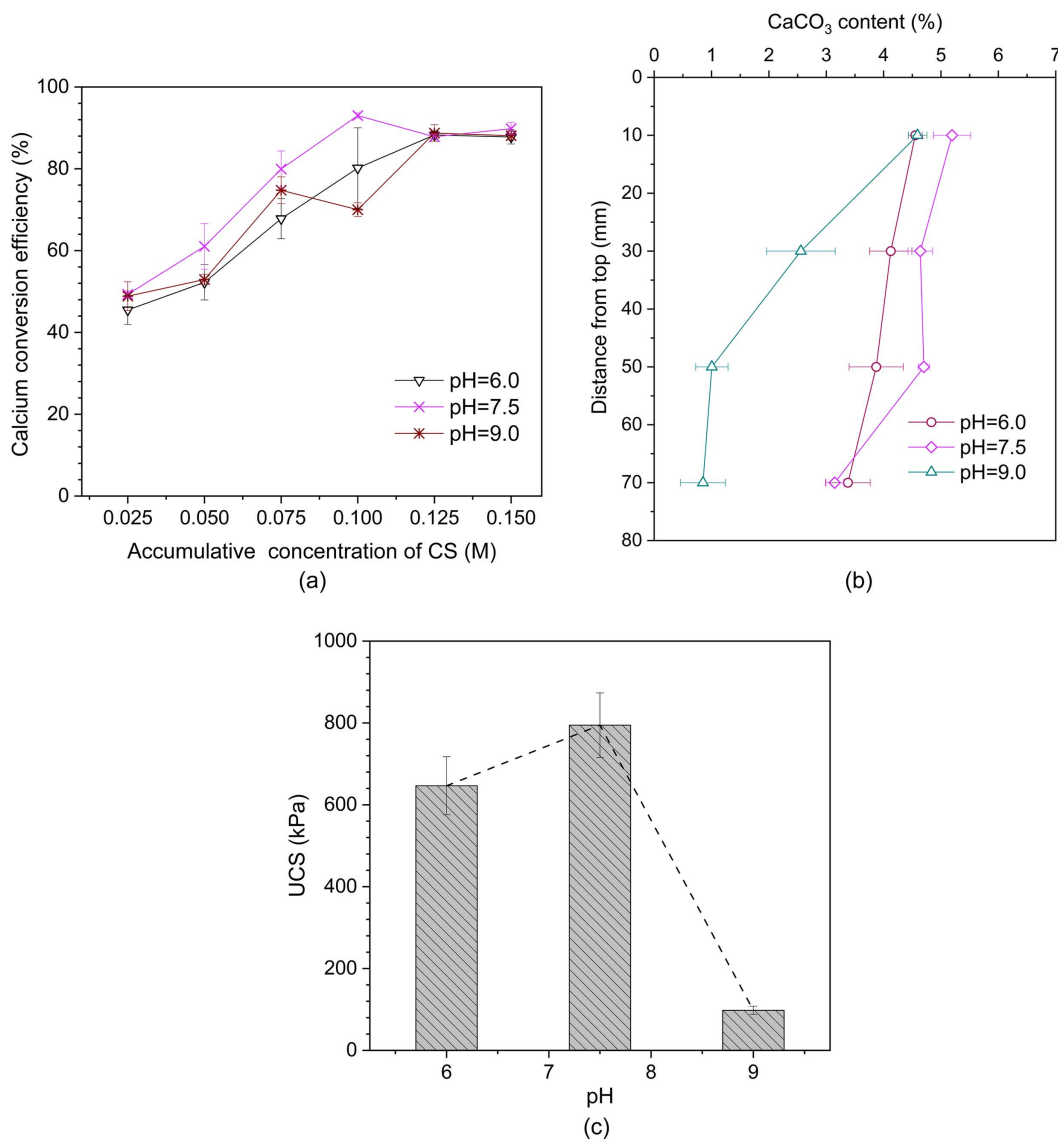 100
80
60
40
20
0
Calcium conversion efficiency (%)
pH=6.0
pH=7.5
pH=9.0
0.025 0.050 0.075 0.100 0.125 0.150
Accumulative concentration of CS (M)
(a)
CaCO₃ content (%)
0 1 2 3 4 5 6 7
0
10
20
30
40
50
60
70
80
Distance from top (mm)
pH=6.0
pH=7.5
pH=9.0
(b)
1000
800
600
400
200
0
UCS (kPa)
6 7 8 9
pH
(c)